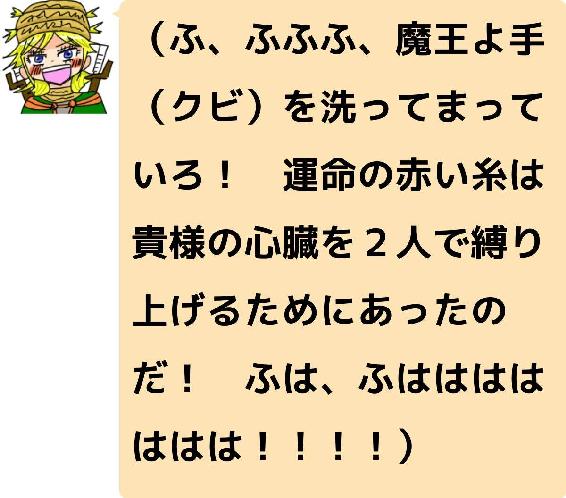 （ふ、ふふふ、魔王よ手
（クビ）を洗ってまって
いろ！　運命の赤い糸は
貴様の心臓を２人で縛り
上げるためにあったの
だ！　ふは、ふはははは
ははは！！！！）